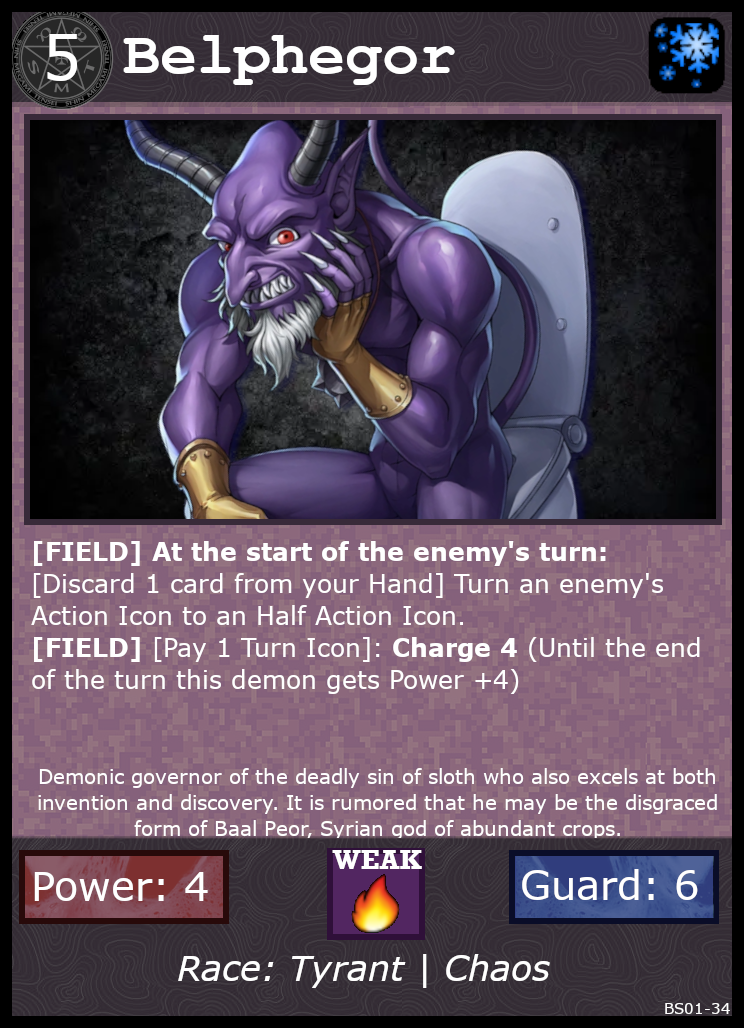 5 Belphegor
[FIELD] At the start of the enemy's turn:
[Discard 1 card from your Hand] Turn an enemy's
Action Icon to an Half Action Icon.
[FIELD] [Pay 1 Turn Icon]: Charge 4 (Until the end
of the turn this demon gets Power +4)
Demonic governor of the deadly sin of sloth who also excels at both
invention and discovery. It is rumored that he may be the disgraced
form of Baal Peor, Syrian god of abundant crops.
Power: 4
WEAK
Guard: 6
Race: Tyrant | Chaos
BS01-34